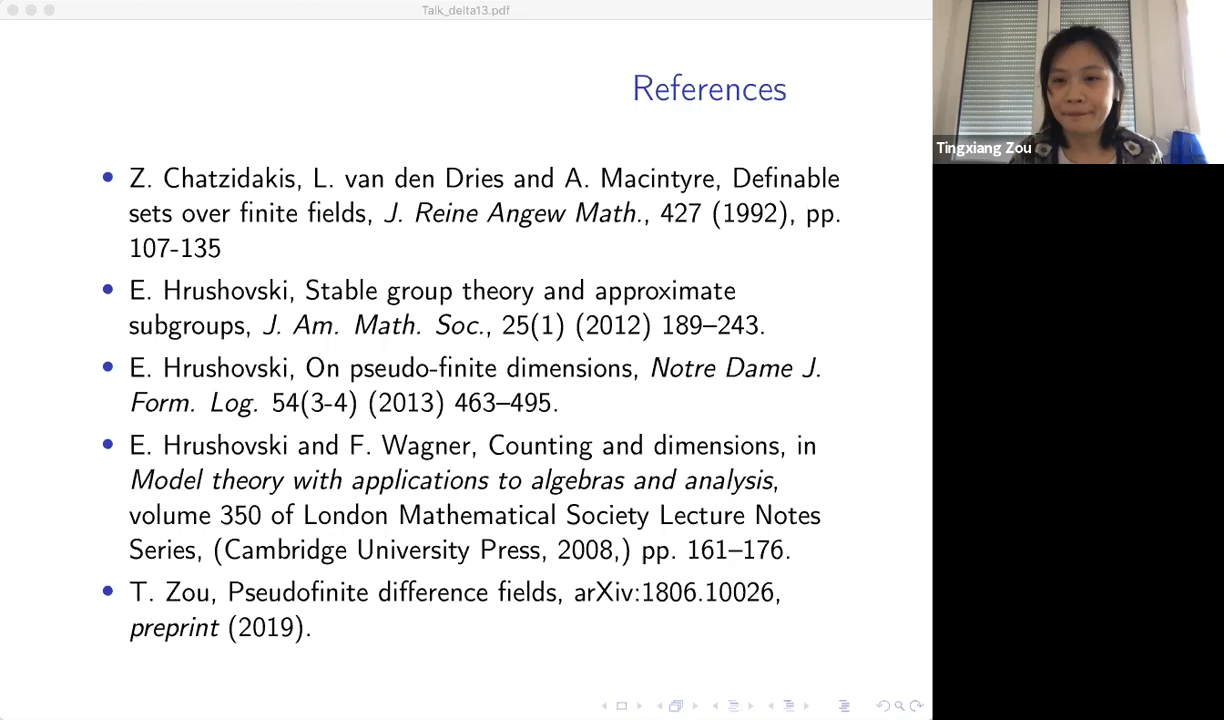 Talk_delta13.pdf
References
Tingxiang Zou
• Z. Chatzidakis, L. van den Dries and A. Macintyre, Definable
sets over finite fields, J. Reine Angew Math., 427 (1992), pp.
107-135
• E. Hrushovski, Stable group theory and approximate
subgroups, J. Am. Math. Soc., 25(1) (2012) 189–243.
• E. Hrushovski, On pseudo-finite dimensions, Notre Dame J.
Form. Log. 54(3-4) (2013) 463–495.
• E. Hrushovski and F. Wagner, Counting and dimensions, in
Model theory with applications to algebras and analysis,
volume 350 of London Mathematical Society Lecture Notes
Series, (Cambridge University Press, 2008,) pp. 161–176.
• T. Zou, Pseudofinite difference fields, arXiv:1806.10026,
preprint (2019).